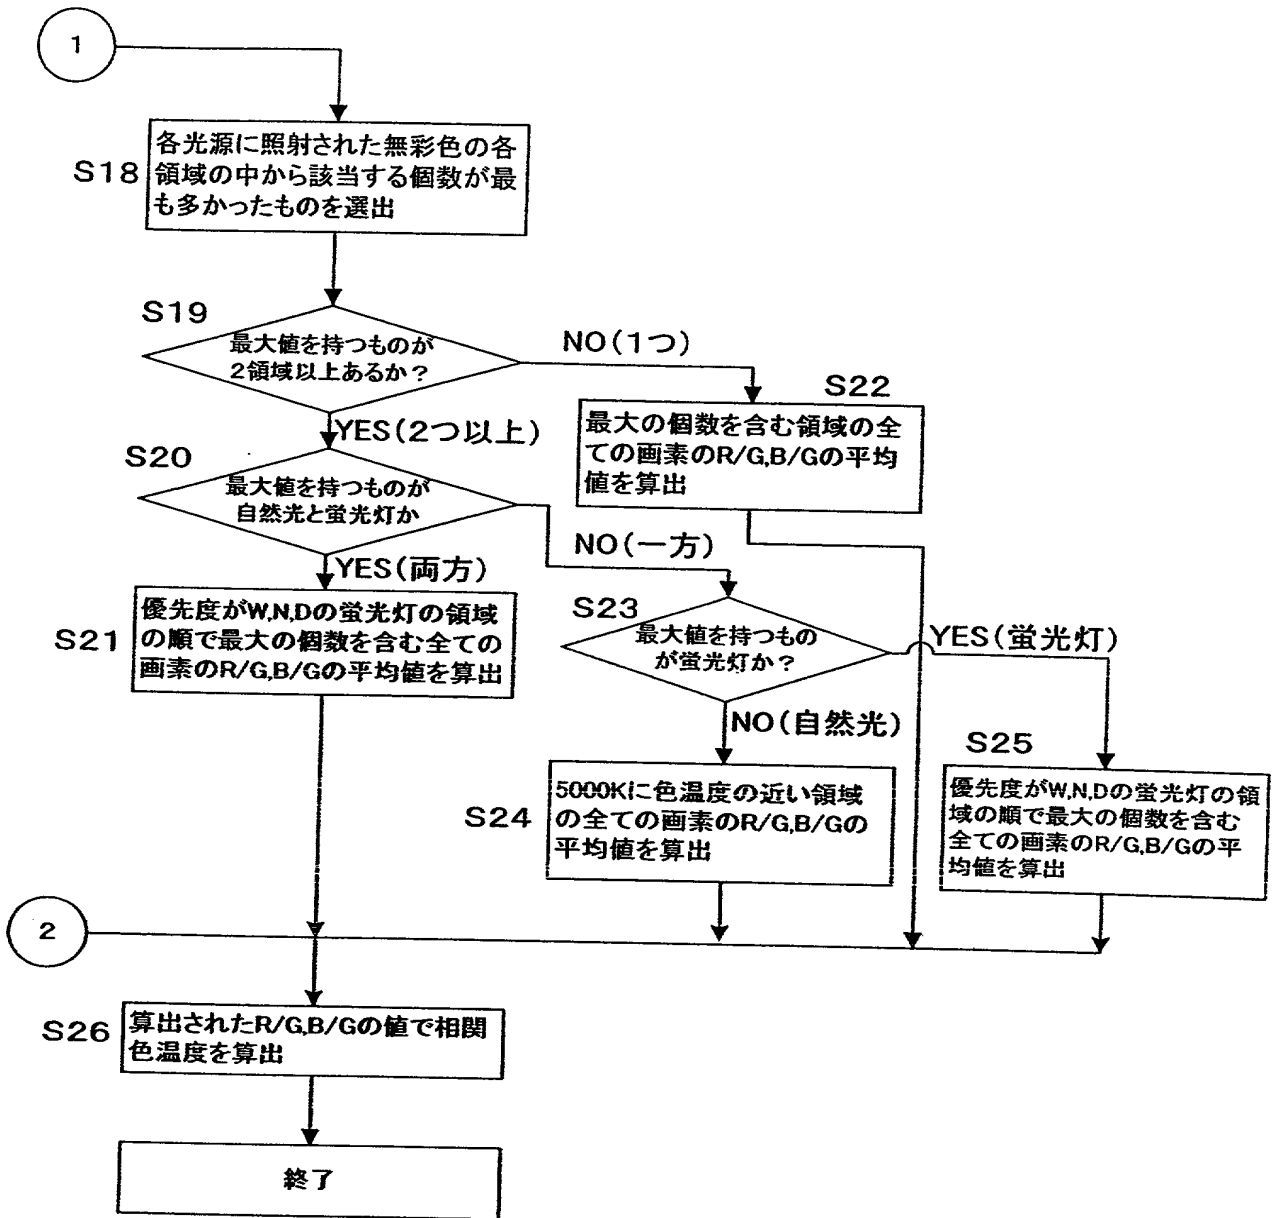 1
S18
各光源に照射された無彩色の各
領域の中から該当する個数が最
も多かったものを選出
S19
最大値を持つものが
2領域以上あるか？
NO(1つ)
YES(2つ以上)
S22
最大の個数を含む領域の全
ての画素のR/G,B/Gの平均
値を算出
S20
最大値を持つものが
自然光と蛍光灯か
NO(一方)
YES(両方)
S21
優先度がW,N,Dの蛍光灯の領域
の順で最大の個数を含む全ての
画素のR/G,B/Gの平均値を算出
S23
最大値を持つもの
が蛍光灯か？
YES(蛍光灯)
NO(自然光)
S24
5000Kに色温度の近い領域
の全ての画素のR/G,B/Gの
平均値を算出
S25
優先度がW,N,Dの蛍光灯の領
域の順で最大の個数を含む
全ての画素のR/G,B/Gの平
均値を算出
2
S26
算出されたR/G,B/Gの値で相関
色温度を算出
終了